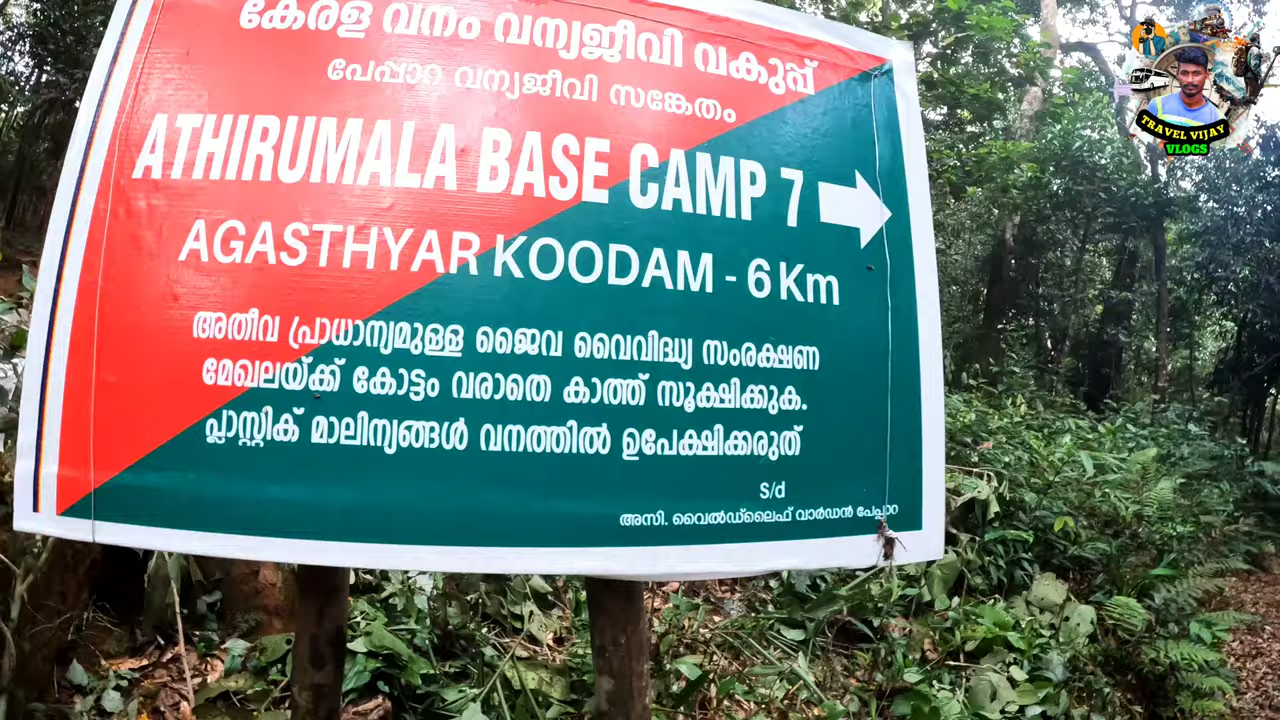 കേരള വനം വന്യജീവി വകുപ്പ്
പേപ്പാറ വന്യജീവി സങ്കേതം
ATHIRUMALA BASE CAMP 7
AGASTHYAR KOODAM - 6 Km
അതീവ പ്രാധാന്യമുള്ള ജൈവ വൈവിദ്ധ്യ സംരക്ഷണ
മേഖലയ്ക്ക് കോട്ടം വരാതെ കാത്ത് സൂക്ഷിക്കുക.
പ്ലാസ്റ്റിക് മാലിന്യങ്ങൾ വനത്തിൽ ഉപേക്ഷിക്കരുത്
S/d
അസി. വൈൽഡ്ലൈഫ് വാർഡൻ പേപ്പാറ
TRAVEL VIJAY
VLOGS